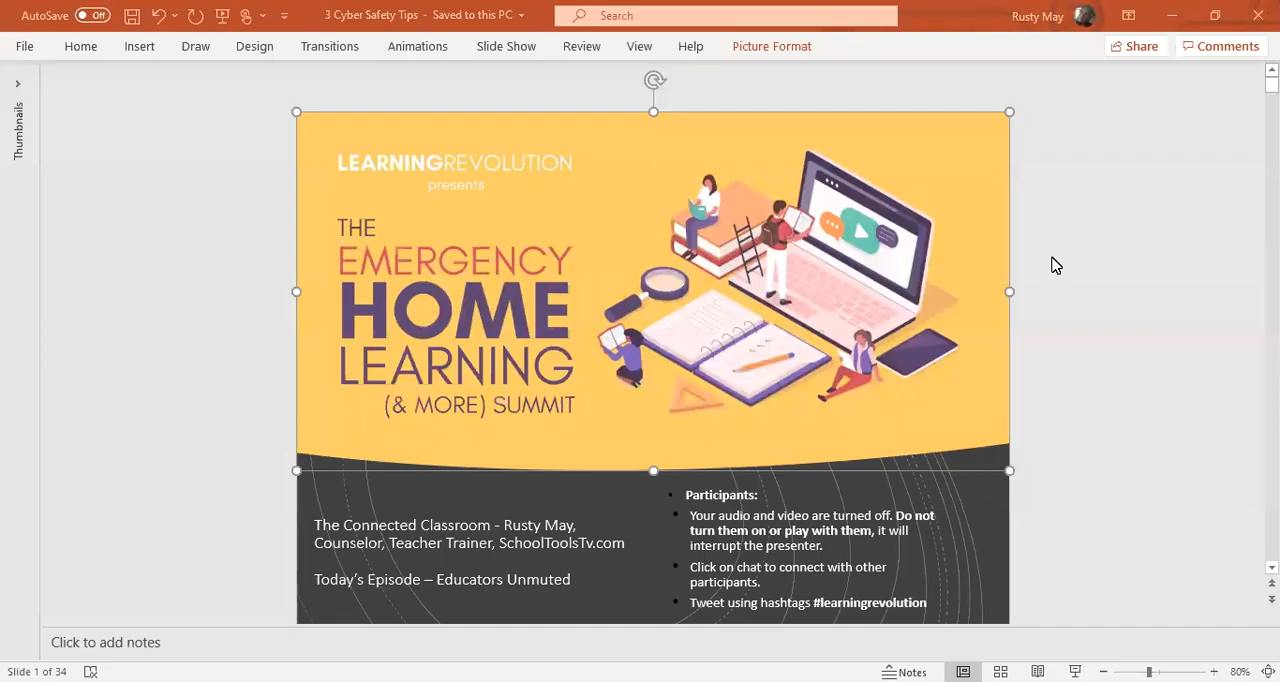 AutoSave Off 3 Cyber Safety Tips - Saved to this PC Search Rusty May
File Home Insert Draw Design Transitions Animations Slide Show Review View Help Picture Format Share Comments
Thumbnails
LEARNINGREVOLUTION
presents
THE
EMERGENCY
HOME
LEARNING
(& MORE) SUMMIT
The Connected Classroom - Rusty May,
Counselor, Teacher Trainer, SchoolToolsTv.com
Today's Episode – Educators Unmuted
• Participants:
• Your audio and video are turned off. Do not
turn them on or play with them, it will
interrupt the presenter.
• Click on chat to connect with other
participants.
• Tweet using hashtags #learningrevolution
Click to add notes
Slide 1 of 34 Notes 80%